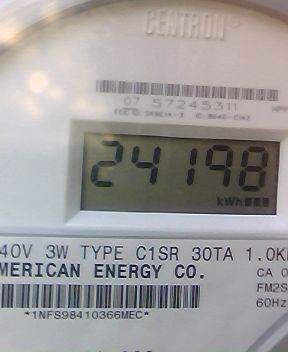 CENTRON
07 57245311
24198
kWh
40V 3W TYPE C1SR 30TA 1.0K
MERICAN ENERGY CO.
CA 0
FM2S
60Hz
*1NFS98410366MEC*